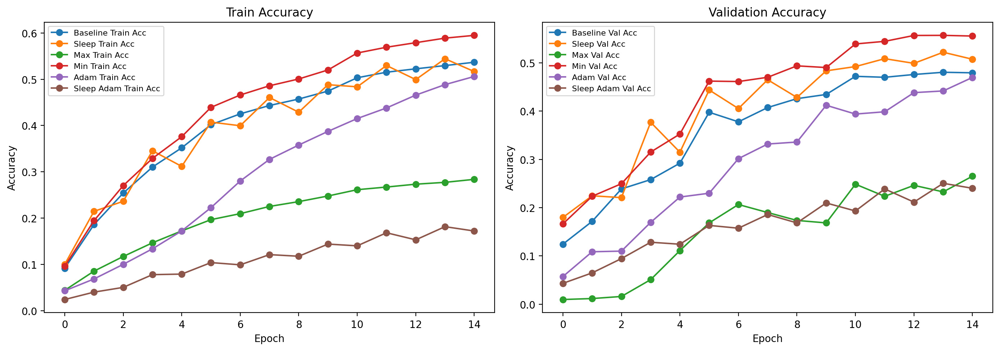 Train Accuracy
Accuracy
0.6
0.5
0.4
0.3
0.2
0.1
0.0
Baseline Train Acc
Sleep Train Acc
Max Train Acc
Min Train Acc
Adam Train Acc
Sleep Adam Train Acc
0 2 4 6 8 10 12 14
Epoch
Validation Accuracy
Accuracy
0.5
0.4
0.3
0.2
0.1
0.0
Baseline Val Acc
Sleep Val Acc
Max Val Acc
Min Val Acc
Adam Val Acc
Sleep Adam Val Acc
0 2 4 6 8 10 12 14
Epoch